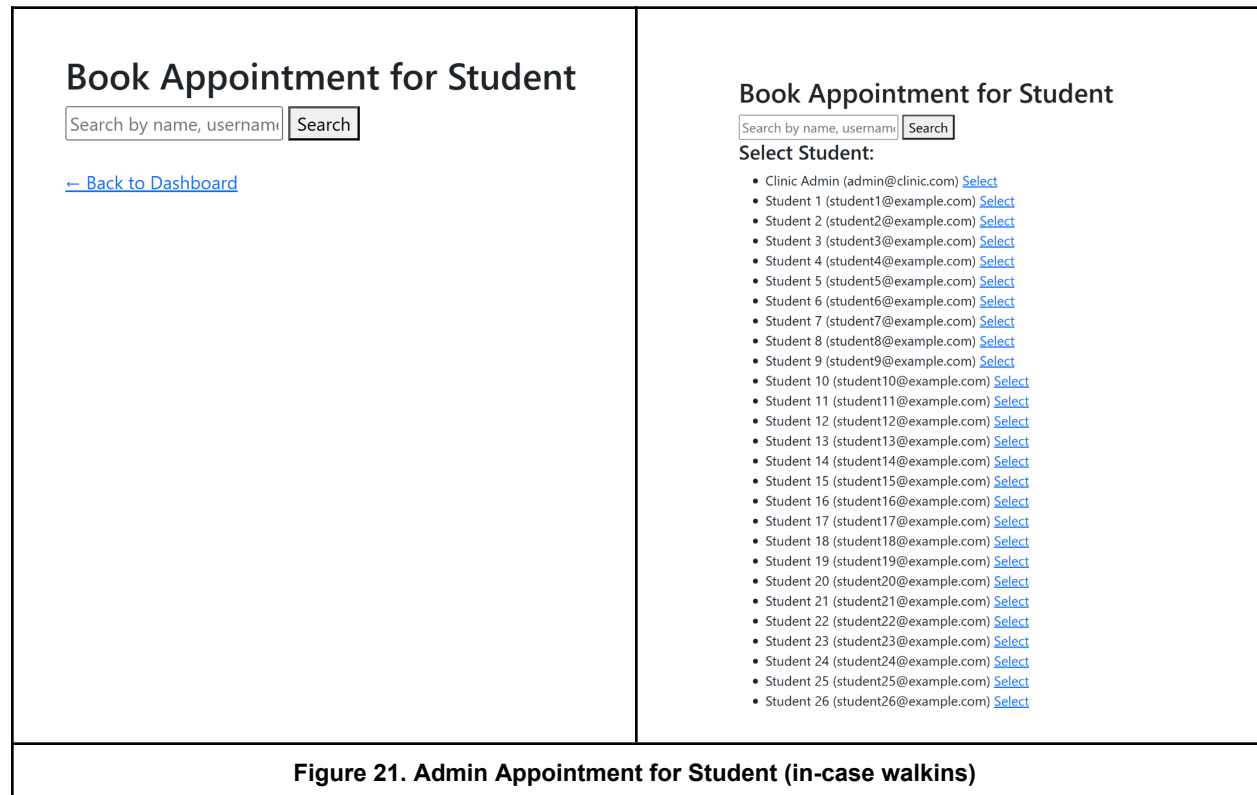 Book Appointment for Student
Search by name, username Search
← Back to Dashboard
Book Appointment for Student
Search by name, usernam Search
Select Student:
• Clinic Admin (admin@clinic.com) Select
• Student 1 (student1@example.com) Select
• Student 2 (student2@example.com) Select
• Student 3 (student3@example.com) Select
• Student 4 (student4@example.com) Select
• Student 5 (student5@example.com) Select
• Student 6 (student6@example.com) Select
• Student 7 (student7@example.com) Select
• Student 8 (student8@example.com) Select
• Student 9 (student9@example.com) Select
• Student 10 (student10@example.com) Select
• Student 11 (student11@example.com) Select
• Student 12 (student12@example.com) Select
• Student 13 (student13@example.com) Select
• Student 14 (student14@example.com) Select
• Student 15 (student15@example.com) Select
• Student 16 (student16@example.com) Select
• Student 17 (student17@example.com) Select
• Student 18 (student18@example.com) Select
• Student 19 (student19@example.com) Select
• Student 20 (student20@example.com) Select
• Student 21 (student21@example.com) Select
• Student 22 (student22@example.com) Select
• Student 23 (student23@example.com) Select
• Student 24 (student24@example.com) Select
• Student 25 (student25@example.com) Select
• Student 26 (student26@example.com) Select
Figure 21. Admin Appointment for Student (in-case walkins)